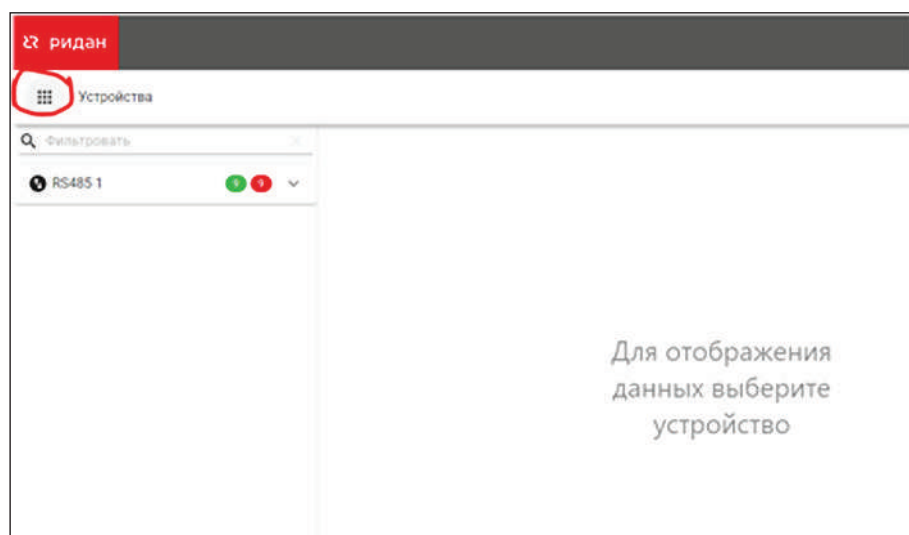 ридан
Устройства
Фильтровать
RS485 1
9 9
Для отображения
данных выберите
устройство